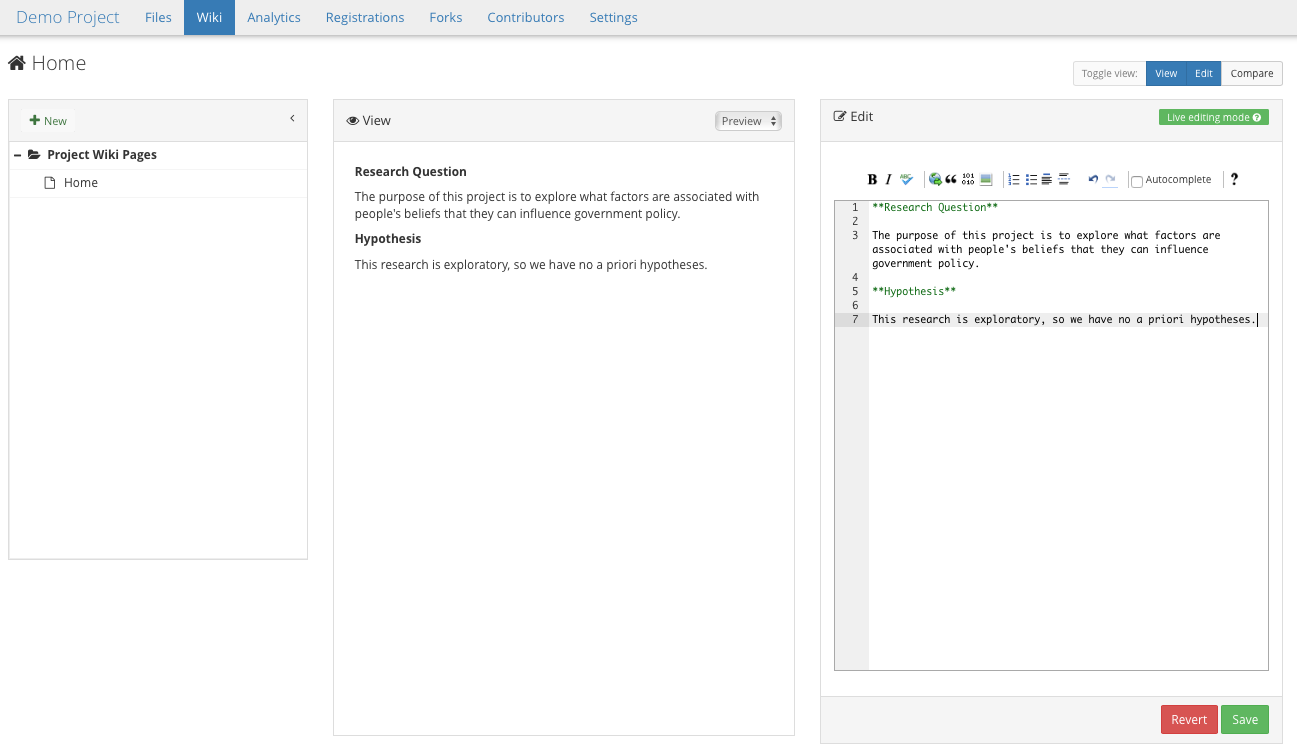 Demo Project Files Wiki Analytics Registrations Forks Contributors Settings
Home
Toggle view: View Edit Compare
New
Project Wiki Pages
Home
View Preview
Research Question
The purpose of this project is to explore what factors are associated with
people's beliefs that they can influence government policy.
Hypothesis
This research is exploratory, so we have no a priori hypotheses.
Edit Live editing mode ?
B I ABC 101 010 Autocomplete ?
1 **Research Question**
2
3 The purpose of this project is to explore what factors are
associated with people's beliefs that they can influence
government policy.
4
5 **Hypothesis**
6
7 This research is exploratory, so we have no a priori hypotheses.
Revert Save